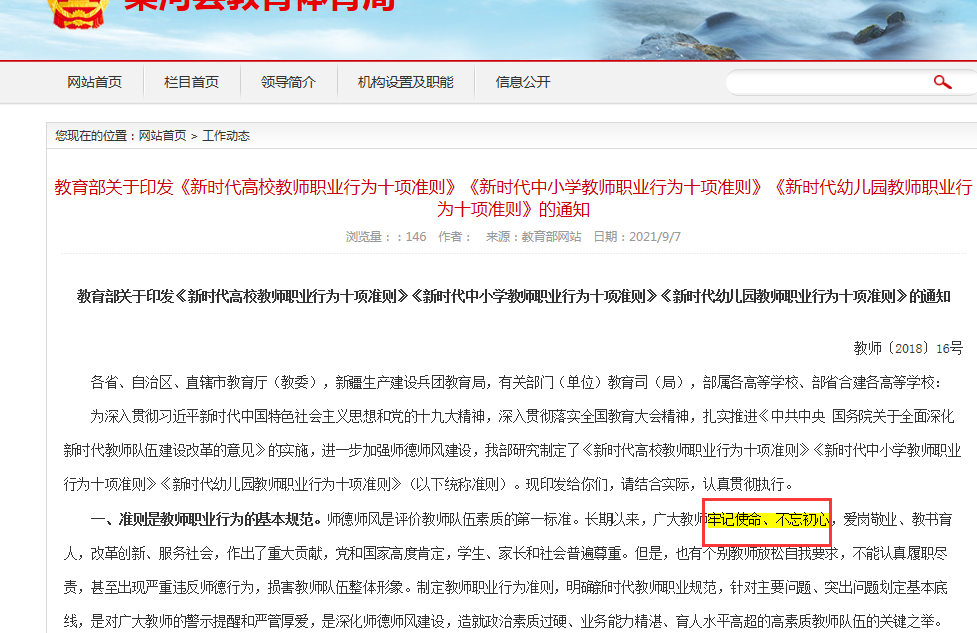 梁河县教育体育局
网站首页 栏目首页 领导简介 机构设置及职能 信息公开
您现在的位置：网站首页 > 工作动态
教育部关于印发《新时代高校教师职业行为十项准则》《新时代中小学教师职业行为十项准则》《新时代幼儿园教师职业行
为十项准则》的通知
浏览量：：146 作者： 来源：教育部网站 日期：2021/9/7
教育部关于印发《新时代高校教师职业行为十项准则》《新时代中小学教师职业行为十项准则》《新时代幼儿园教师职业行为十项准则》的通知
教师〔2018〕16号
各省、自治区、直辖市教育厅（教委），新疆生产建设兵团教育局，有关部门（单位）教育司（局），部属各高等学校、部省合建各高等学校：
为深入贯彻习近平新时代中国特色社会主义思想和党的十九大精神，深入贯彻落实全国教育大会精神，扎实推进《中共中央 国务院关于全面深化
新时代教师队伍建设改革的意见》的实施，进一步加强师德师风建设，我部研究制定了《新时代高校教师职业行为十项准则》《新时代中小学教师职业
行为十项准则》《新时代幼儿园教师职业行为十项准则》（以下统称准则）。现印发给你们，请结合实际，认真贯彻执行。
一、准则是教师职业行为的基本规范。师德师风是评价教师队伍素质的第一标准。长期以来，广大教师牢记使命、不忘初心，爱岗敬业、教书育
人，改革创新、服务社会，作出了重大贡献，党和国家高度肯定，学生、家长和社会普遍尊重。但是，也有个别教师放松自我要求，不能认真履职尽
责，甚至出现严重违反师德行为，损害教师队伍整体形象。制定教师职业行为准则，明确新时代教师职业规范，针对主要问题、突出问题划定基本底
线，是对广大教师的警示提醒和严管厚爱，是深化师德师风建设，造就政治素质过硬、业务能力精湛、育人水平高超的高素质教师队伍的关键之举。